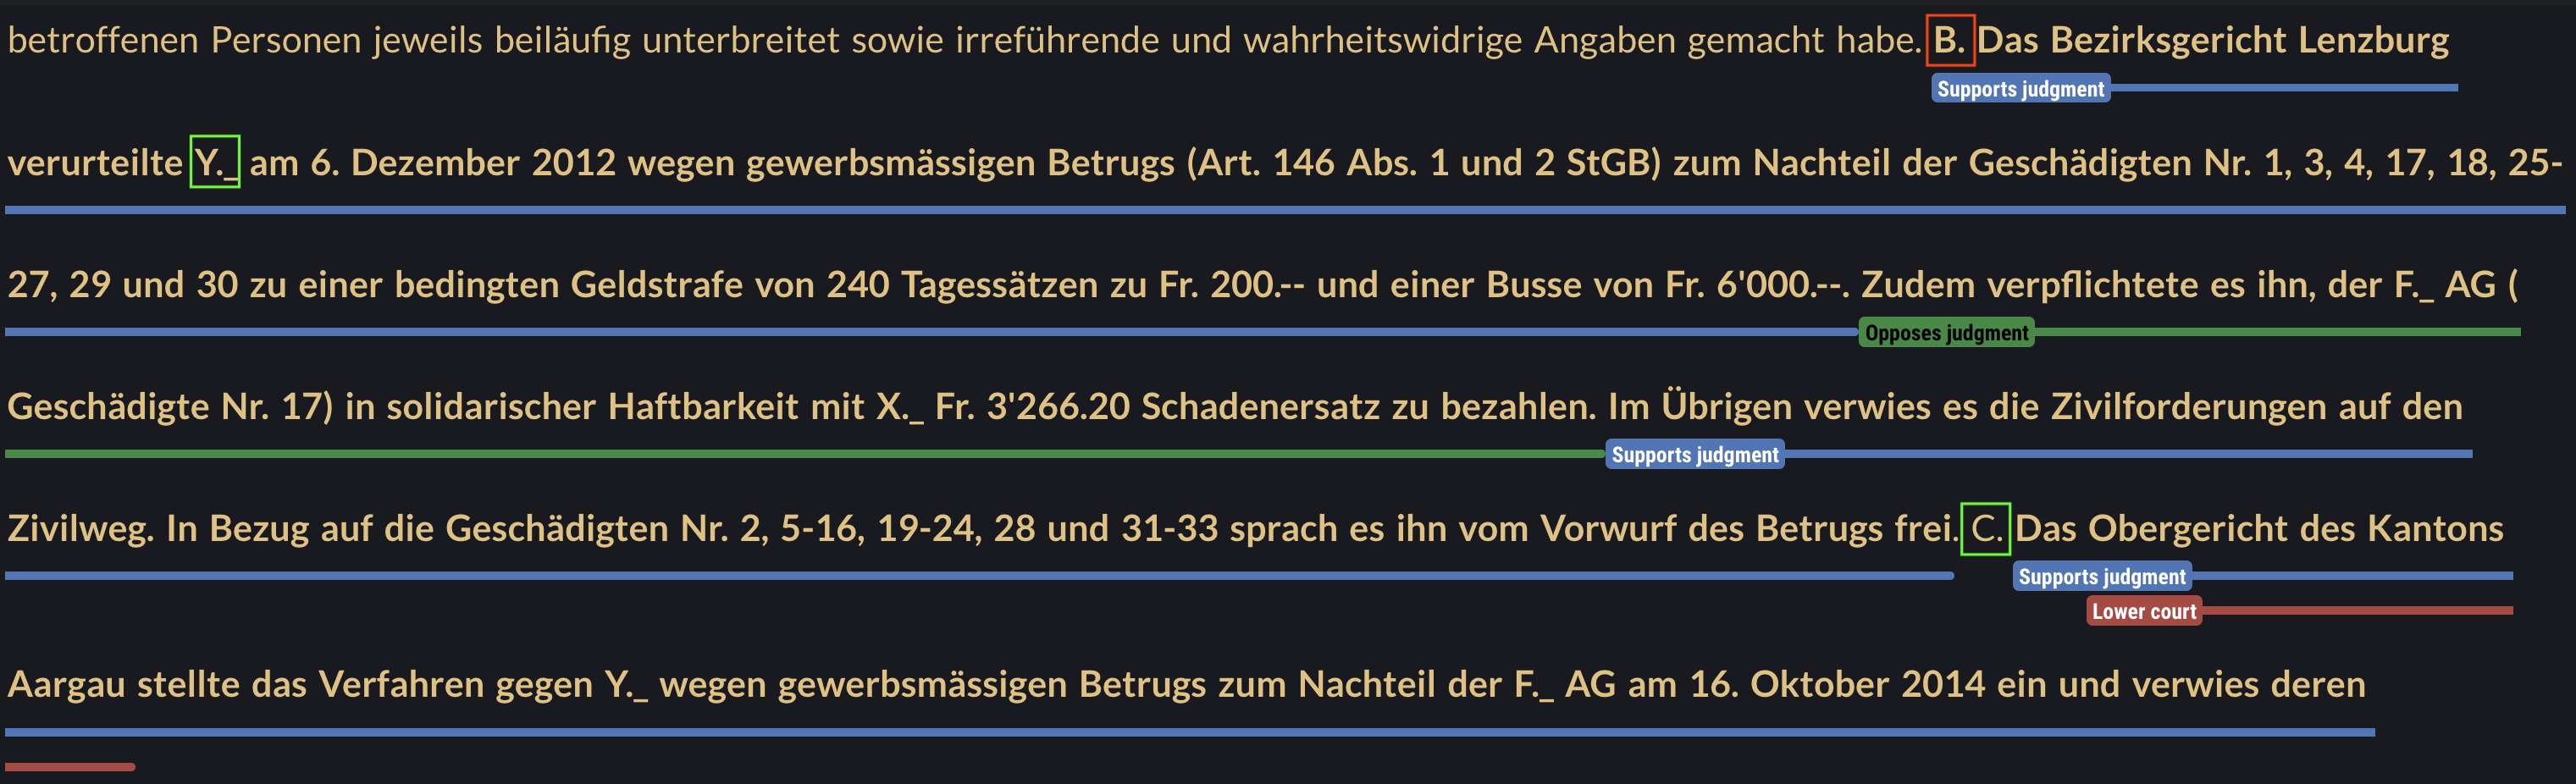 betroffenen Personen jeweils beiläufig unterbreitet sowie irreführende und wahrheitswidrige Angaben gemacht habe. B. Das Bezirksgericht Lenzburg
Supports judgment
verurteilte Y._ am 6. Dezember 2012 wegen gewerbsmässigen Betrugs (Art. 146 Abs. 1 und 2 StGB) zum Nachteil der Geschädigten Nr. 1, 3, 4, 17, 18, 25-
27, 29 und 30 zu einer bedingten Geldstrafe von 240 Tagessätzen zu Fr. 200.-- und einer Busse von Fr. 6'000.--. Zudem verpflichtete es ihn, der F._ AG (
Opposes judgment
Geschädigte Nr. 17) in solidarischer Haftbarkeit mit X._ Fr. 3'266.20 Schadenersatz zu bezahlen. Im Übrigen verwies es die Zivilforderungen auf den
Supports judgment
Zivilweg. In Bezug auf die Geschädigten Nr. 2, 5-16, 19-24, 28 und 31-33 sprach es ihn vom Vorwurf des Betrugs frei. C. Das Obergericht des Kantons
Supports judgment
Lower court
Aargau stellte das Verfahren gegen Y._ wegen gewerbsmässigen Betrugs zum Nachteil der F._ AG am 16. Oktober 2014 ein und verwies deren